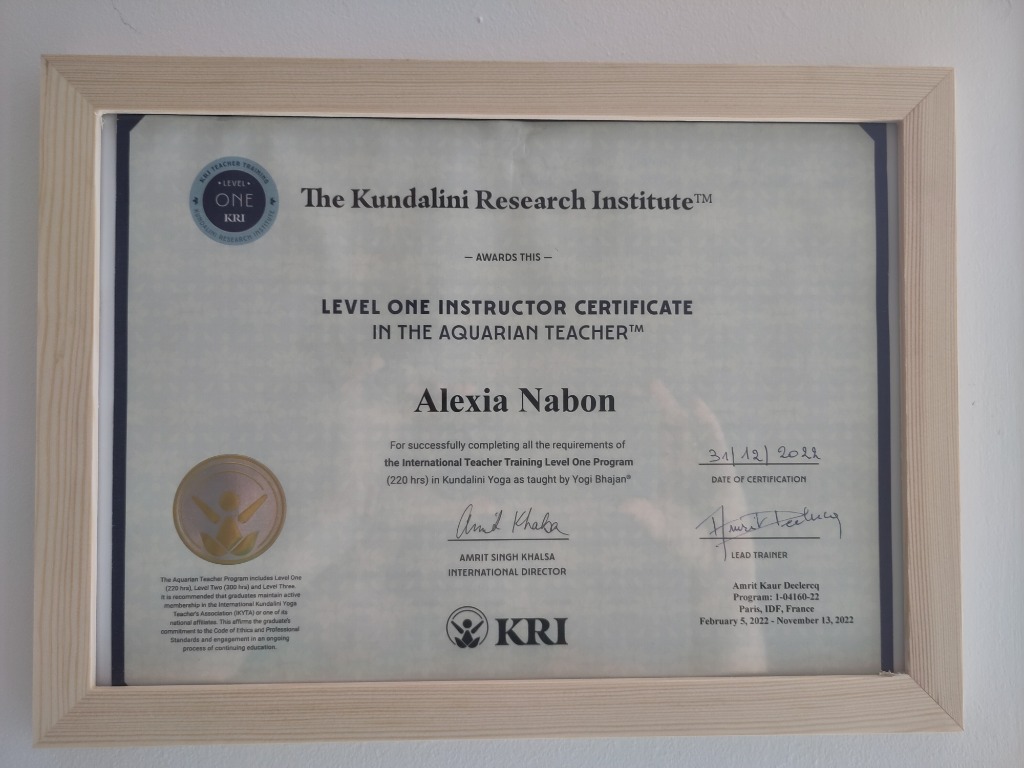 KRI TEACHER TRAINING
• LEVEL •
ONE
KRI
KUNDALINI RESEARCH INSTITUTE
The Kundalini Research Institute™
— AWARDS THIS —
LEVEL ONE INSTRUCTOR CERTIFICATE
IN THE AQUARIAN TEACHER™
Alexia Nabon
For successfully completing all the requirements of
the International Teacher Training Level One Program
(220 hrs) in Kundalini Yoga as taught by Yogi Bhajan®
31/12/2022
DATE OF CERTIFICATION
Amrit Khalsa
AMRIT SINGH KHALSA
INTERNATIONAL DIRECTOR
Amrit Declercq
LEAD TRAINER
Amrit Kaur Declercq
Program: 1-04160-22
Paris, IDF, France
February 5, 2022 - November 13, 2022
The Aquarian Teacher Program includes Level One
(220 hrs), Level Two (300 hrs) and Level Three.
It is recommended that graduates maintain active
membership in the International Kundalini Yoga
Teacher's Association (IKYTA) or one of its
national affiliates. This affirms the graduate's
commitment to the Code of Ethics and Professional
Standards and engagement in an ongoing
process of continuing education.
KRI